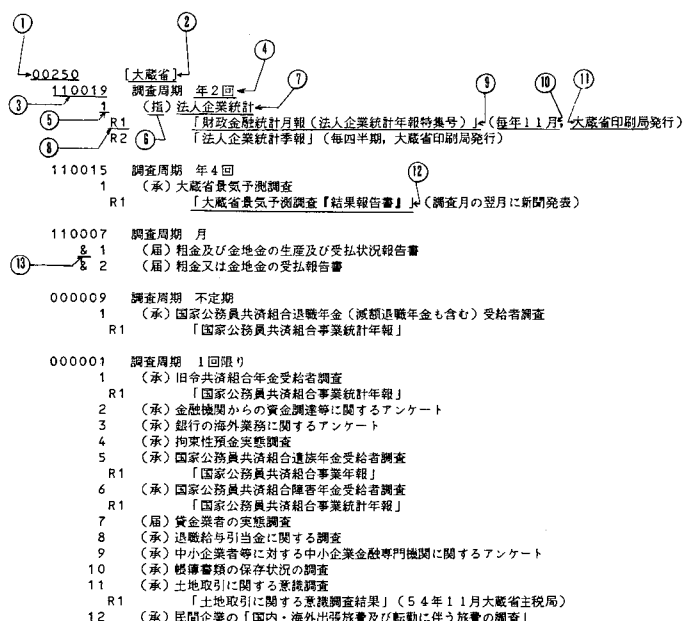 ① ②
00250 [大蔵省] ④
110019 調査周期 年2回 ⑦ ⑨ ⑩ ⑪
③ 1 (指)法人企業統計
⑤ R1 「財政金融統計月報(法人企業統計年報特集号)」(毎年11月,大蔵省印刷局発行)
⑧ R2 ⑥ 「法人企業統計季報」(毎四半期,大蔵省印刷局発行)
110015 調査周期 年4回 ⑫
1 (承)大蔵省景気予測調査
R1 「大蔵省景気予測調査『結果報告書』」(調査月の翌月に新聞発表)
110007 調査周期 月
& 1 (届)粗金及び金地金の生産及び受払状況報告書
⑬ & 2 (届)粗金又は金地金の受払報告書
000009 調査周期 不定期
1 (承)国家公務員共済組合退職年金(減額退職年金も含む)受給者調査
R1 「国家公務員共済組合事業統計年報」
000001 調査周期 1回限り
1 (承)旧令共済組合年金受給者調査
R1 「国家公務員共済組合事業統計年報」
2 (承)金融機関からの資金調達等に関するアンケート
3 (承)銀行の海外業務に関するアンケート
4 (承)拘束性預金実態調査
5 (承)国家公務員共済組合遺族年金受給者調査
R1 「国家公務員共済組合事業年報」
6 (承)国家公務員共済組合障害年金受給者調査
R1 「国家公務員共済組合事業統計年報」
7 (届)貸金業者の実態調査
8 (承)退職給与引当金に関する調査
9 (承)中小企業者等に対する中小企業金融専門機関に関するアンケート
10 (承)帳簿書類の保存状況の調査
11 (承)土地取引に関する意識調査
R1 「土地取引に関する意識調査結果」(54年11月大蔵省主税局)
12 (承)民間企業の「国内・海外出張旅費及び転勤に伴う旅費の調査」